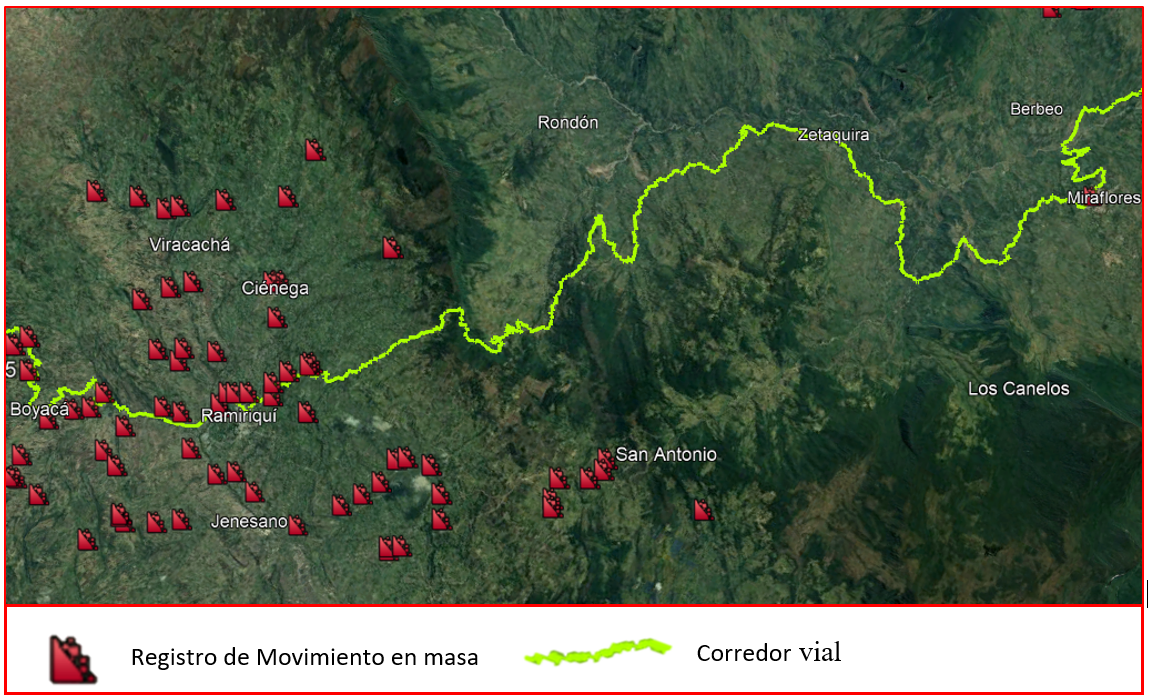 Berbeo
Rondón
Zetaquira
Miraflores
Viracachá
Ciénega
5
Boyacá
Ramiriquí
Los Canelos
San Antonio
Jenesano
Registro de Movimiento en masa
Corredor vial